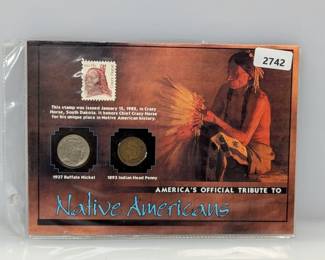 2742
This stamp was issued January 15, 1982, in Crazy
Horse, South Dakota. It honors Chief Crazy Horse
for his unique place in Native American history.
1937 Buffalo Nickel
1893 Indian Head Penny
AMERICA'S OFFICIAL TRIBUTE TO
Native Americans